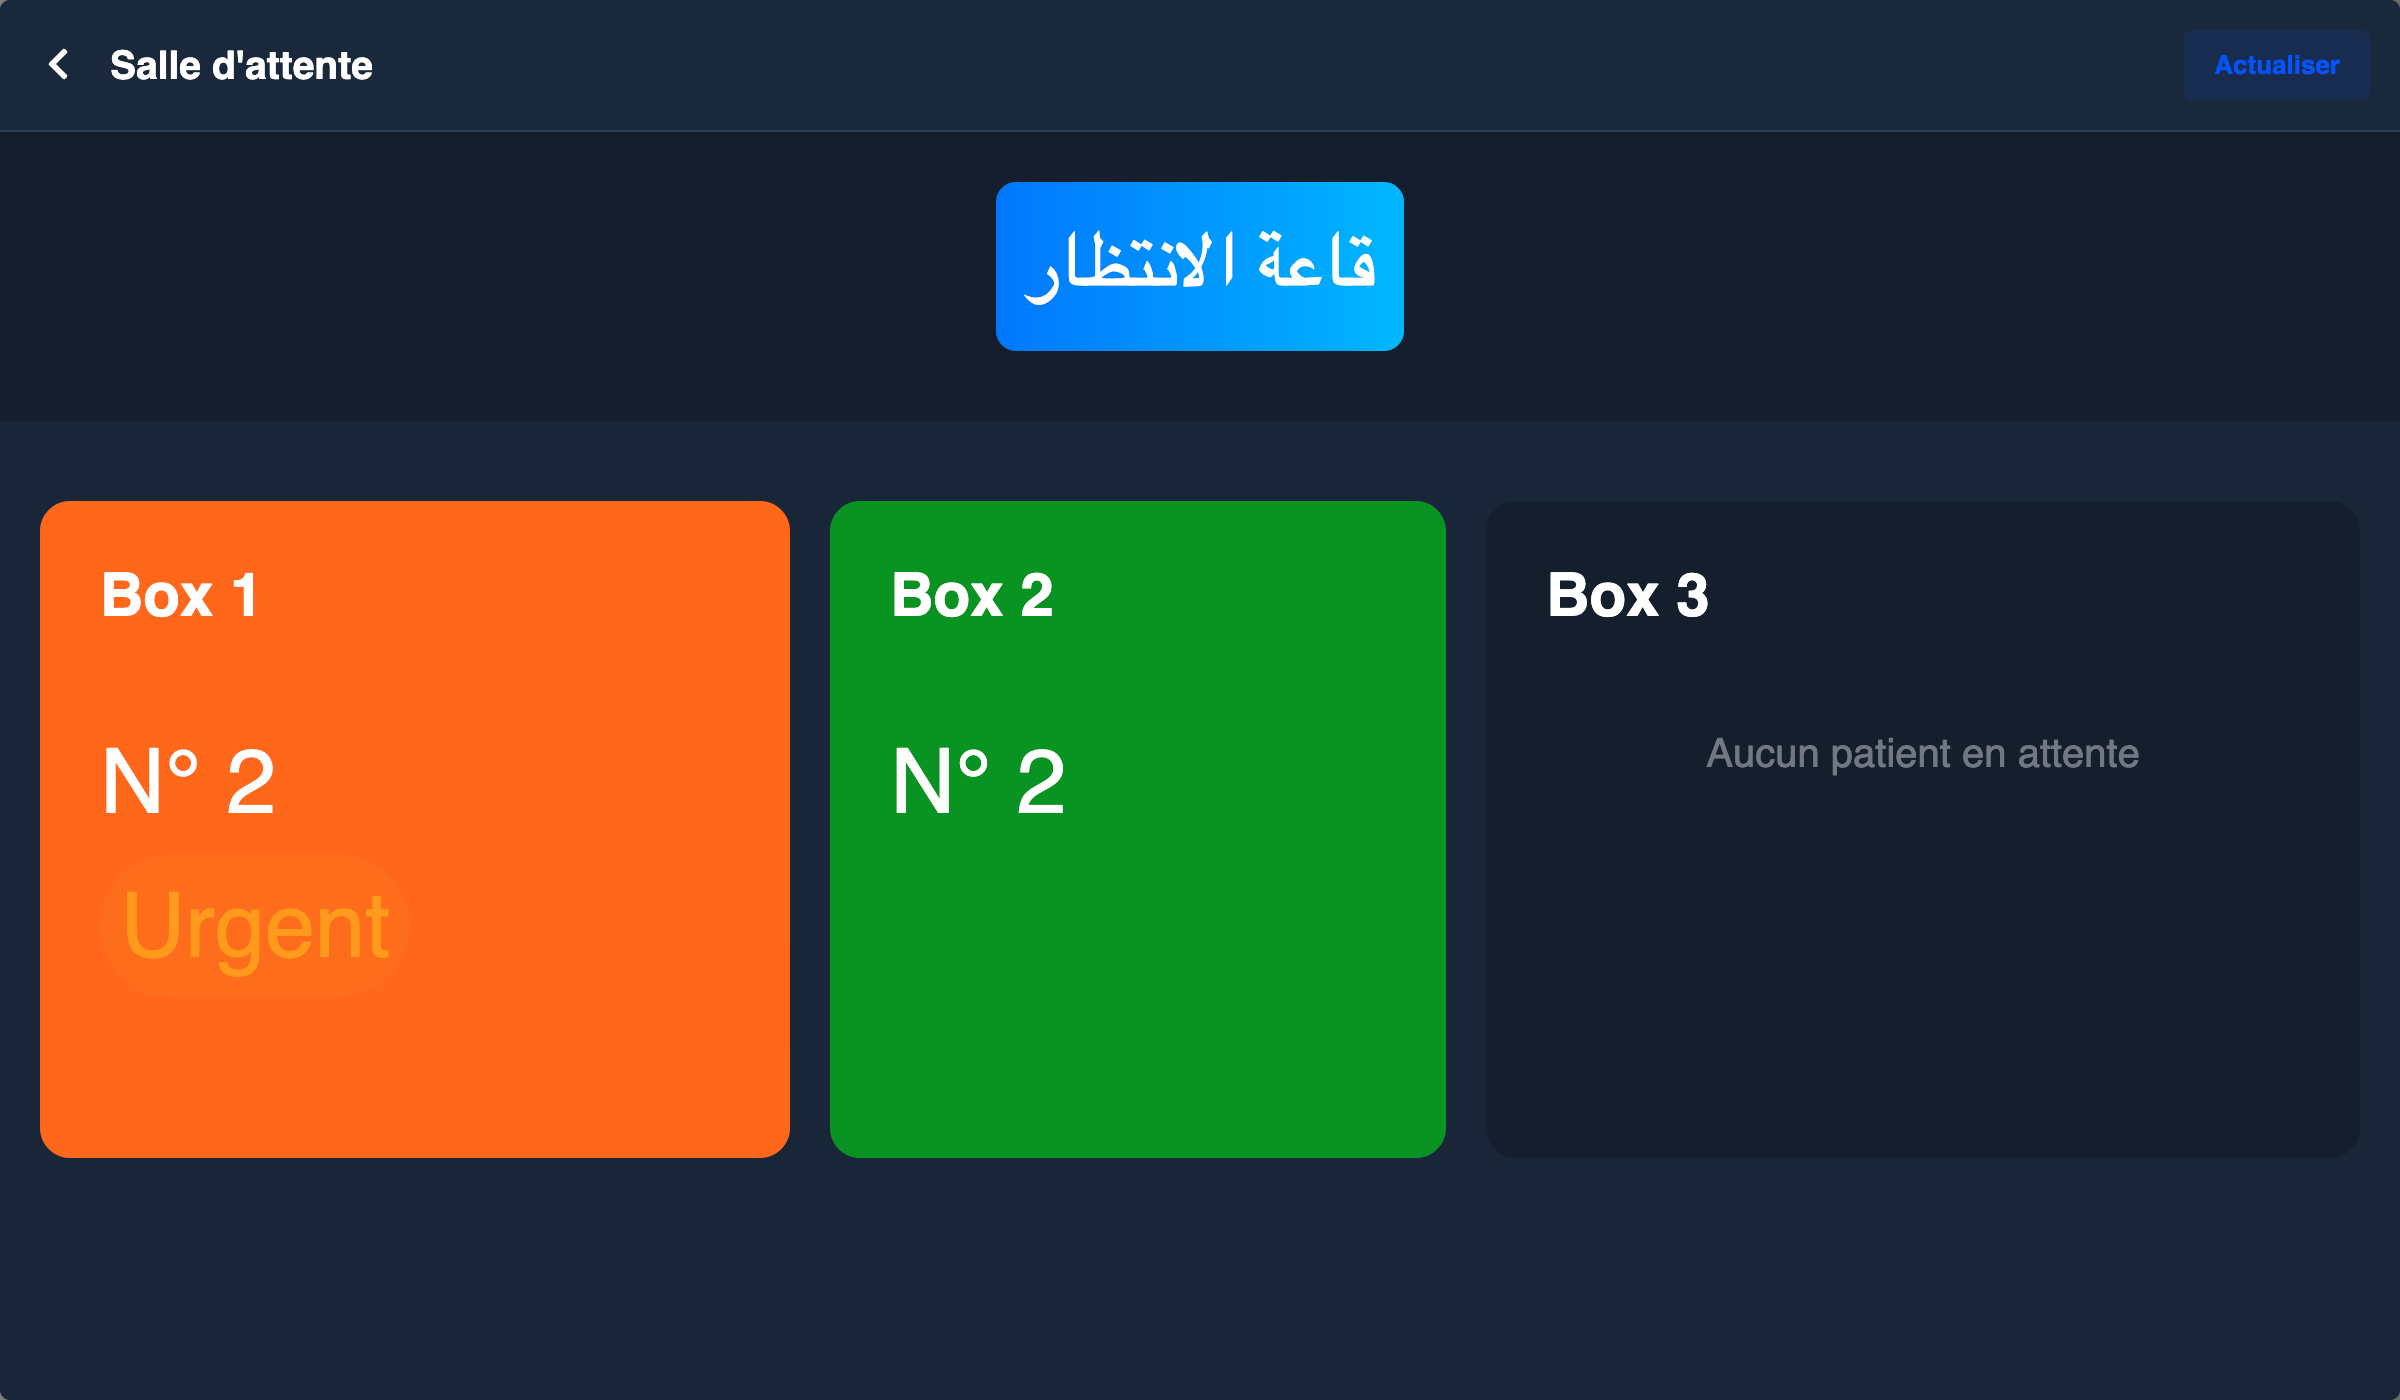 Salle d'attente
Actualiser
قاعة الانتظار
Box 1
N° 2
Urgent
Box 2
N° 2
Box 3
Aucun patient en attente